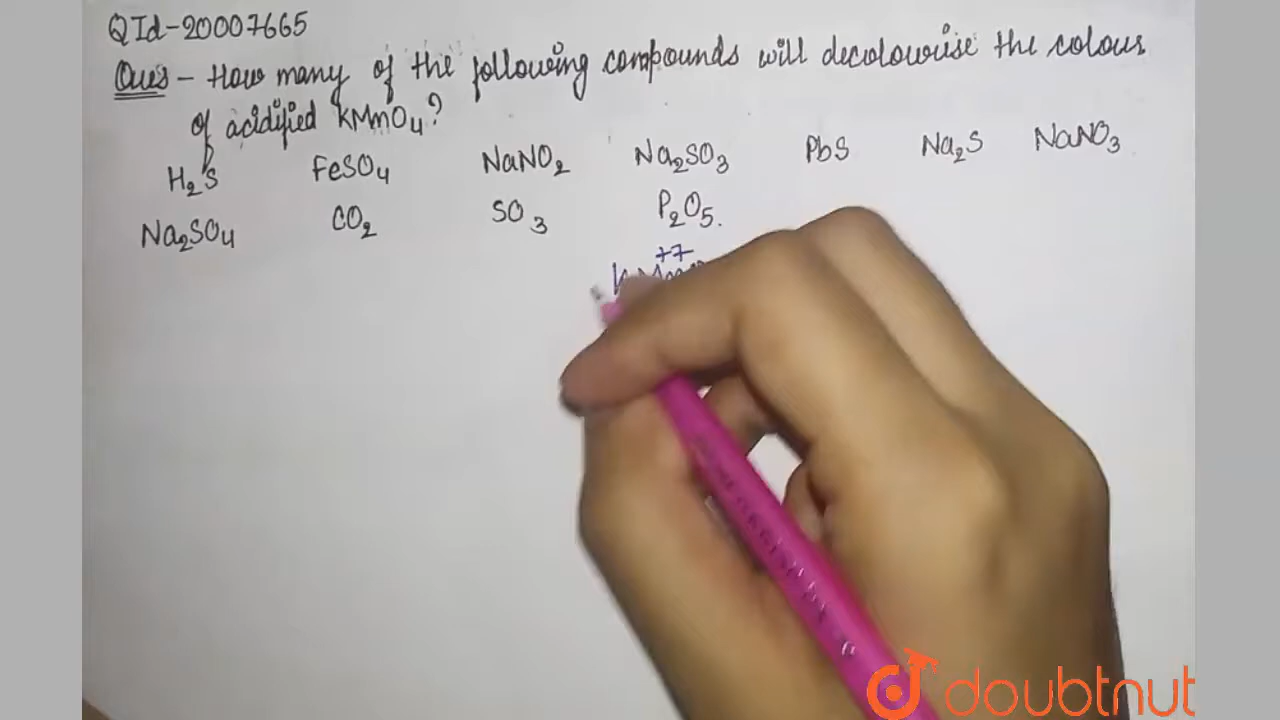 QId-20007665
Ques - How many of the following compounds will decolourise the colour
of acidified KMnO4?
H2S FeSO4 NaNO2 Na2SO3 PbS Na2S NaNO3
Na2SO4 CO2 SO3 P2O5.
+7
doubtnut